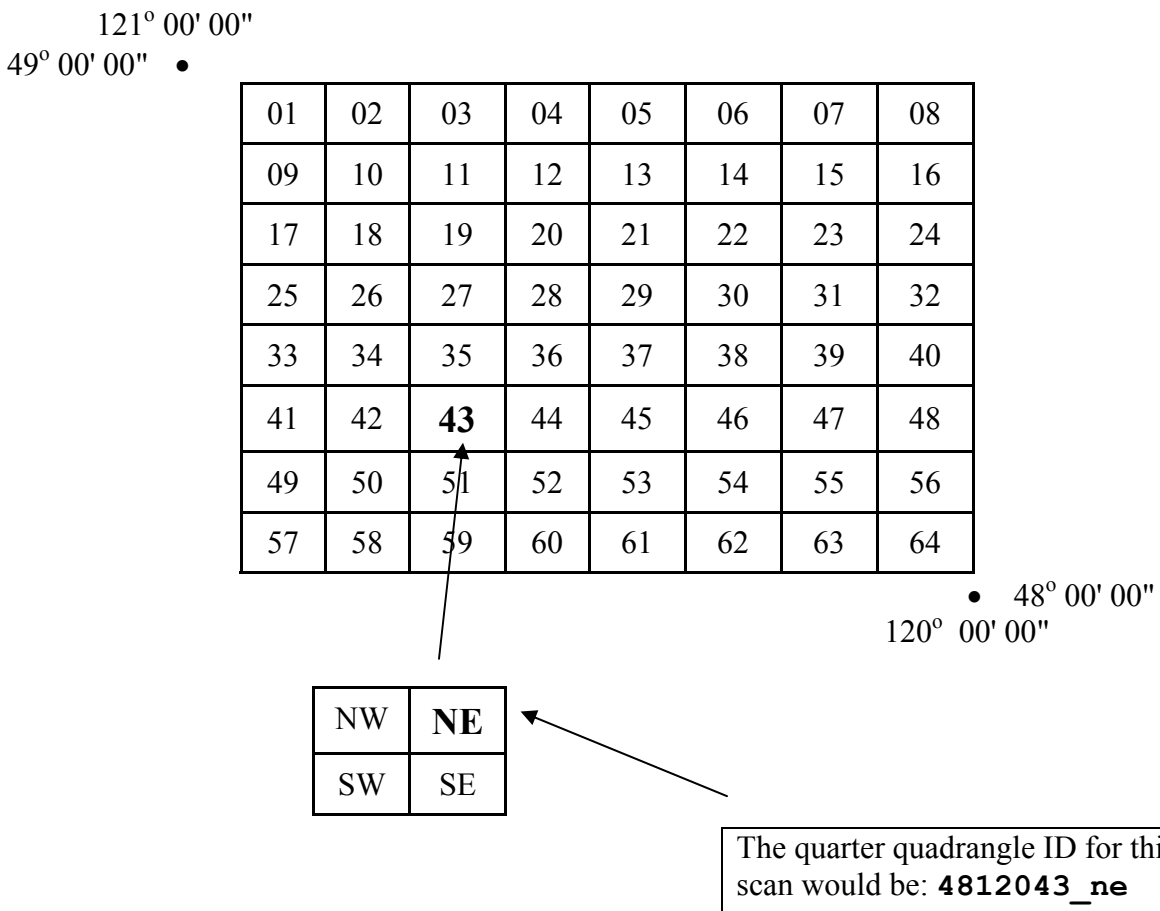 121° 00' 00"
49° 00' 00" •
01 02 03 04 05 06 07 08
09 10 11 12 13 14 15 16
17 18 19 20 21 22 23 24
25 26 27 28 29 30 31 32
33 34 35 36 37 38 39 40
41 42 43 44 45 46 47 48
49 50 51 52 53 54 55 56
57 58 59 60 61 62 63 64
• 48° 00' 00"
120° 00' 00"
NW NE
SW SE
The quarter quadrangle ID for thi
scan would be: 4812043_ne